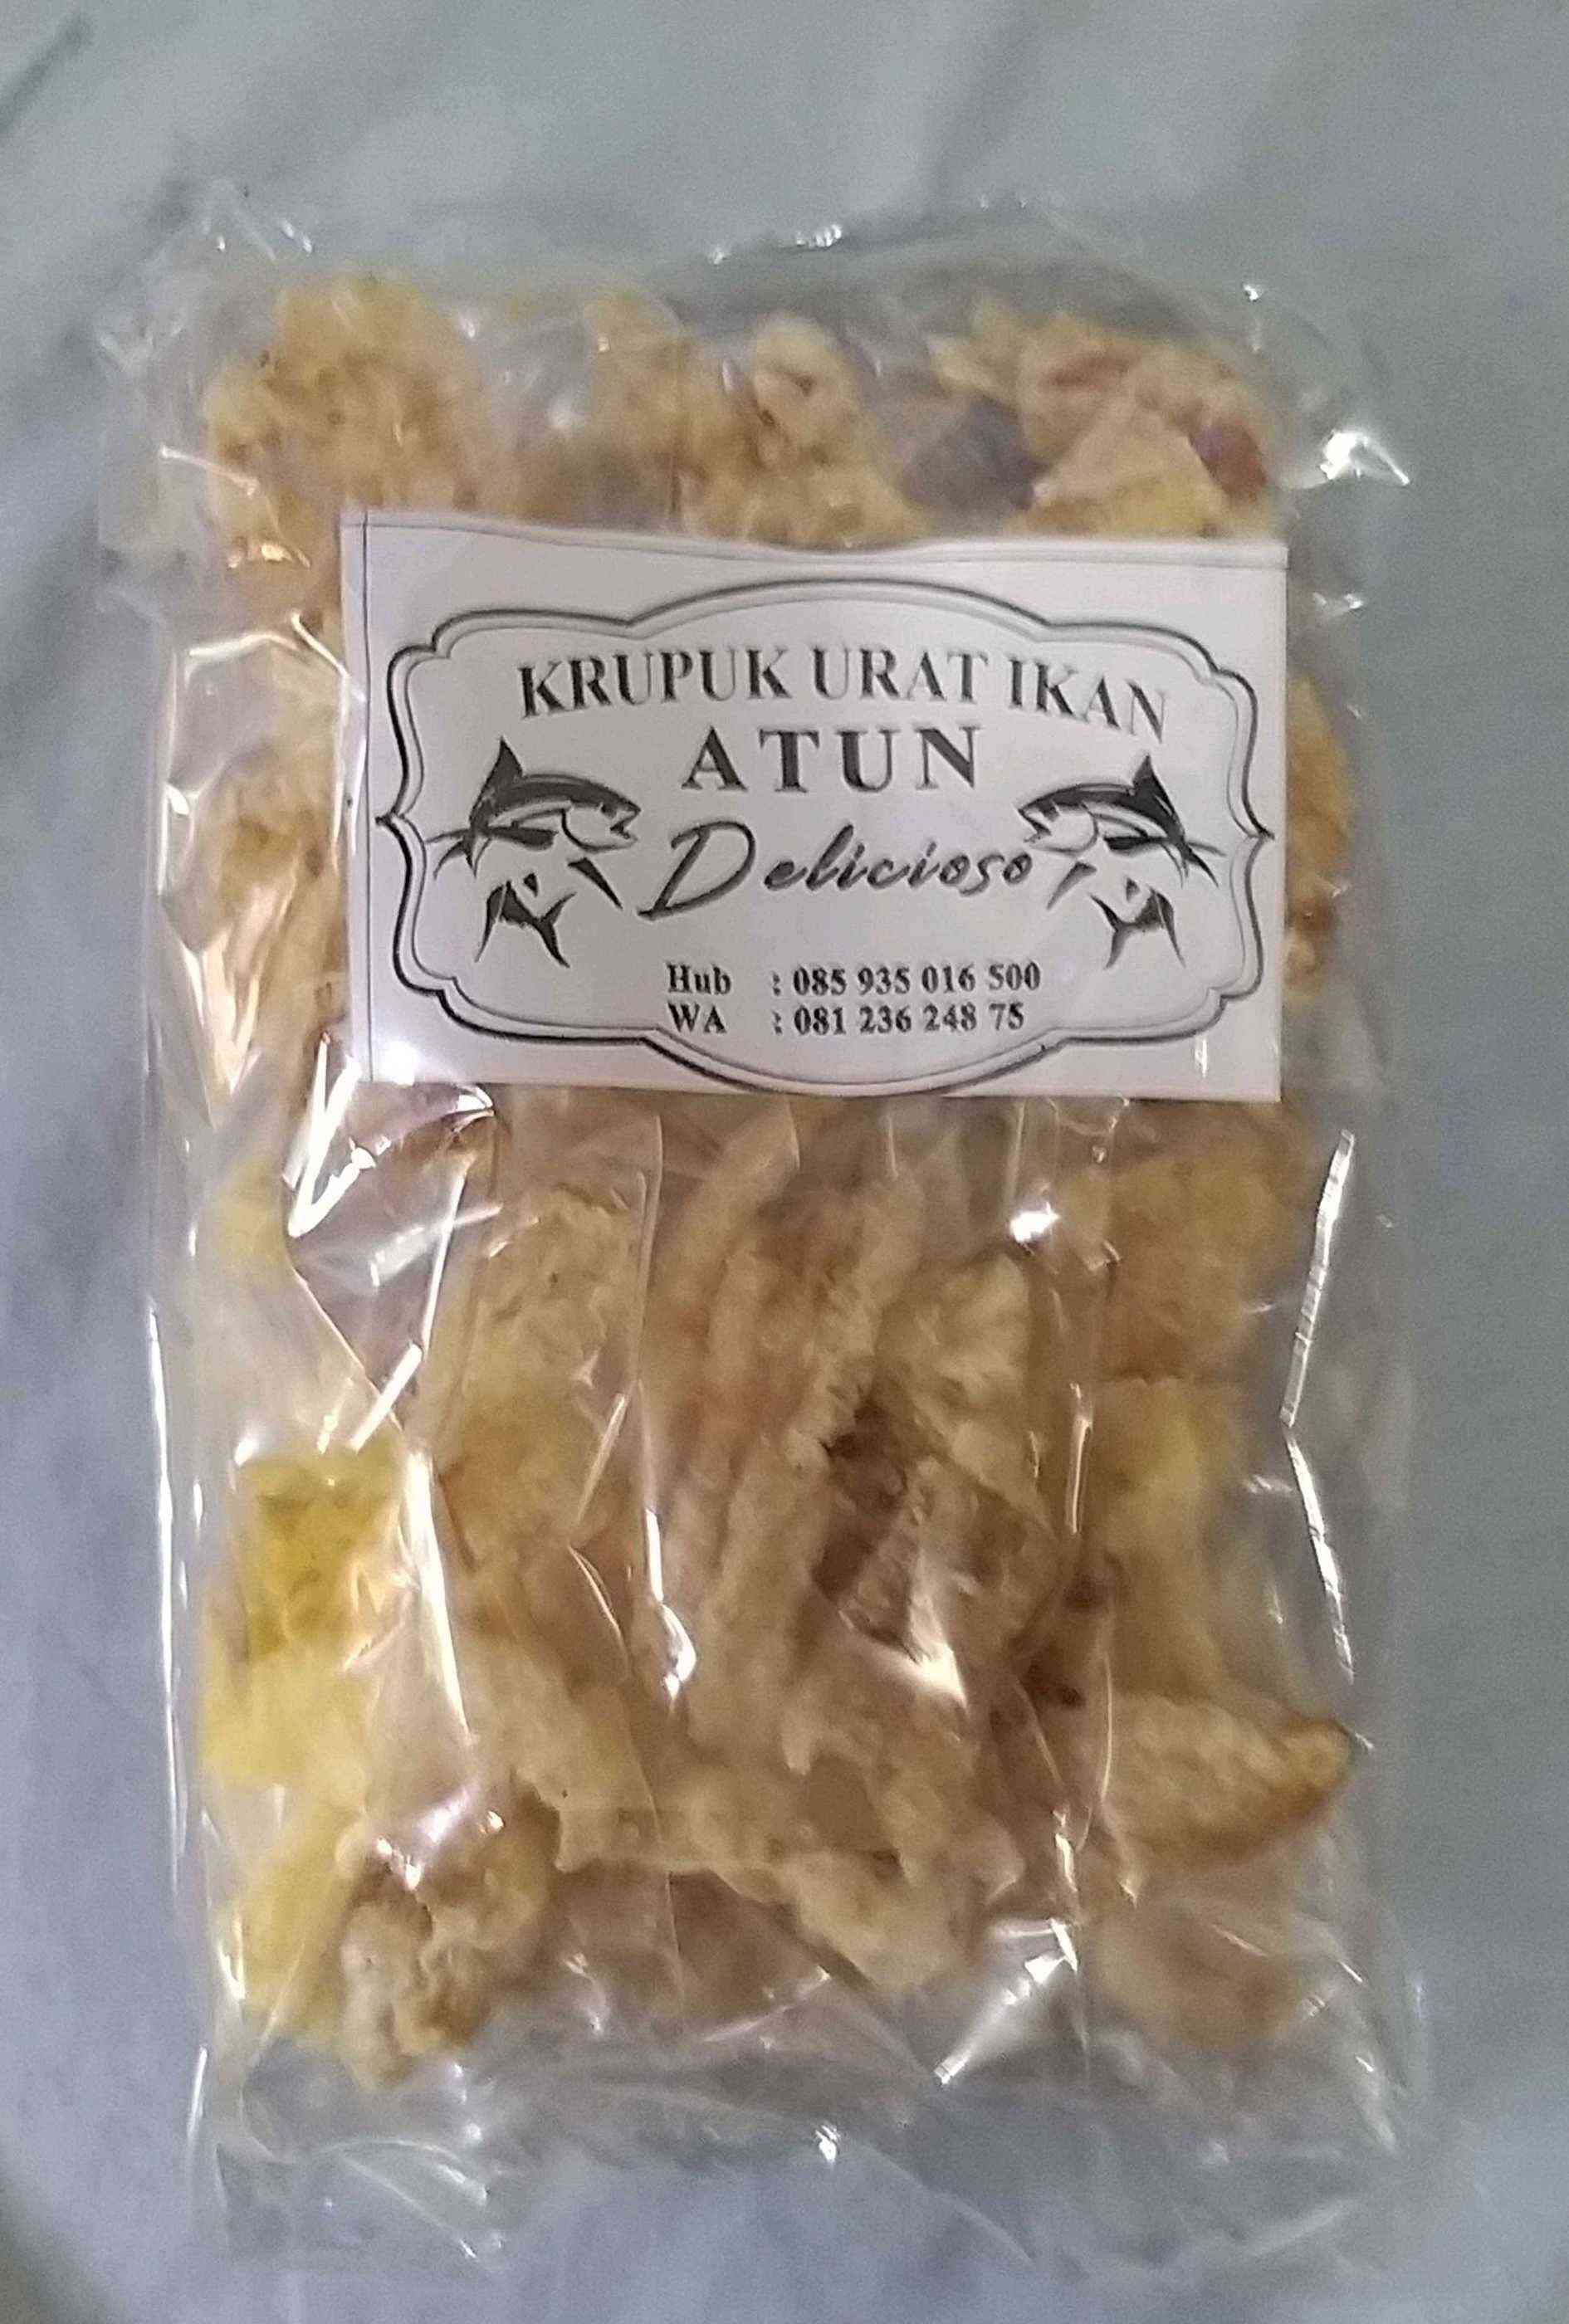 KRUPUK URAT IKAN
ATUN
Delicioso
Hub : 085 935 016 500
WA : 081 236 248 75